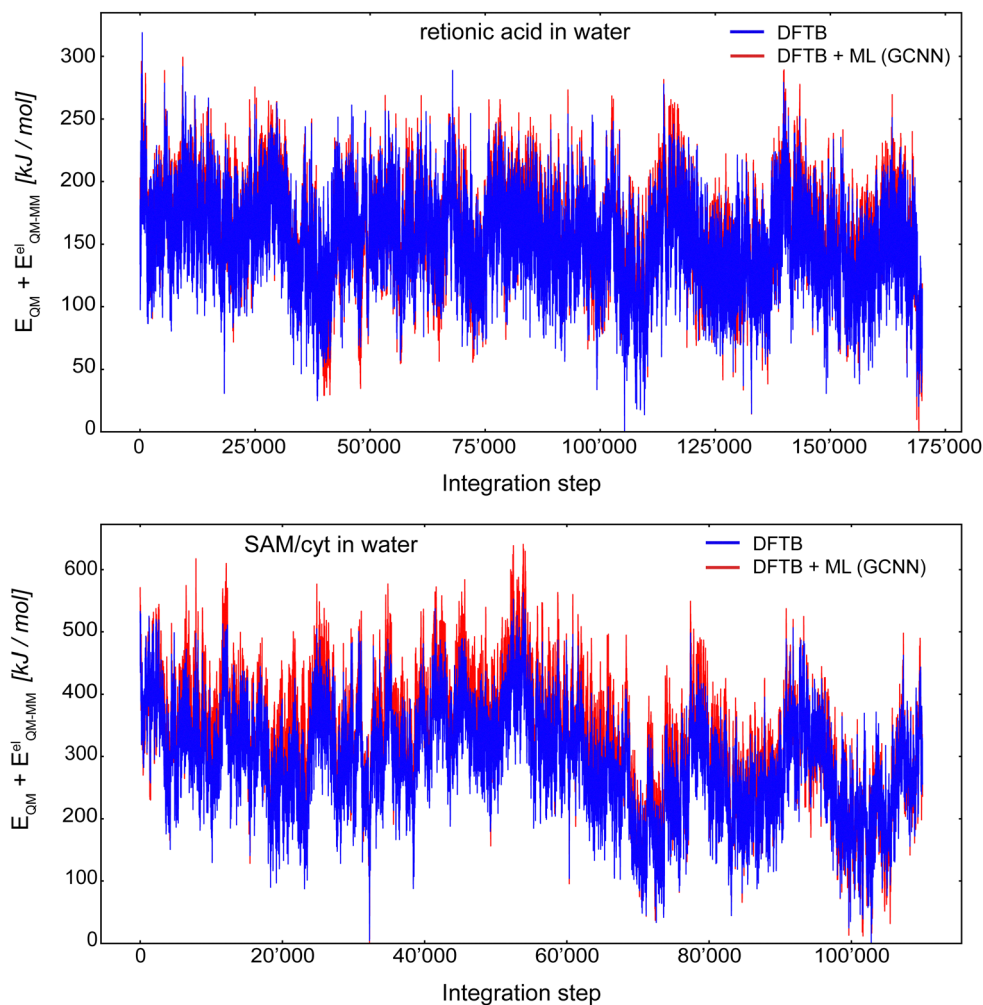 retionic acid in water
DFTB
DFTB + ML (GCNN)
300
250
200
150
100
50
0
E_QM + E^el_QM-MM [kJ / mol]
0
25'000
50'000
75'000
100'000
125'000
150'000
175'000
Integration step
SAM/cyt in water
DFTB
DFTB + ML (GCNN)
600
500
400
300
200
100
0
E_QM + E^el_QM-MM [kJ / mol]
0
20'000
40'000
60'000
80'000
100'000
Integration step